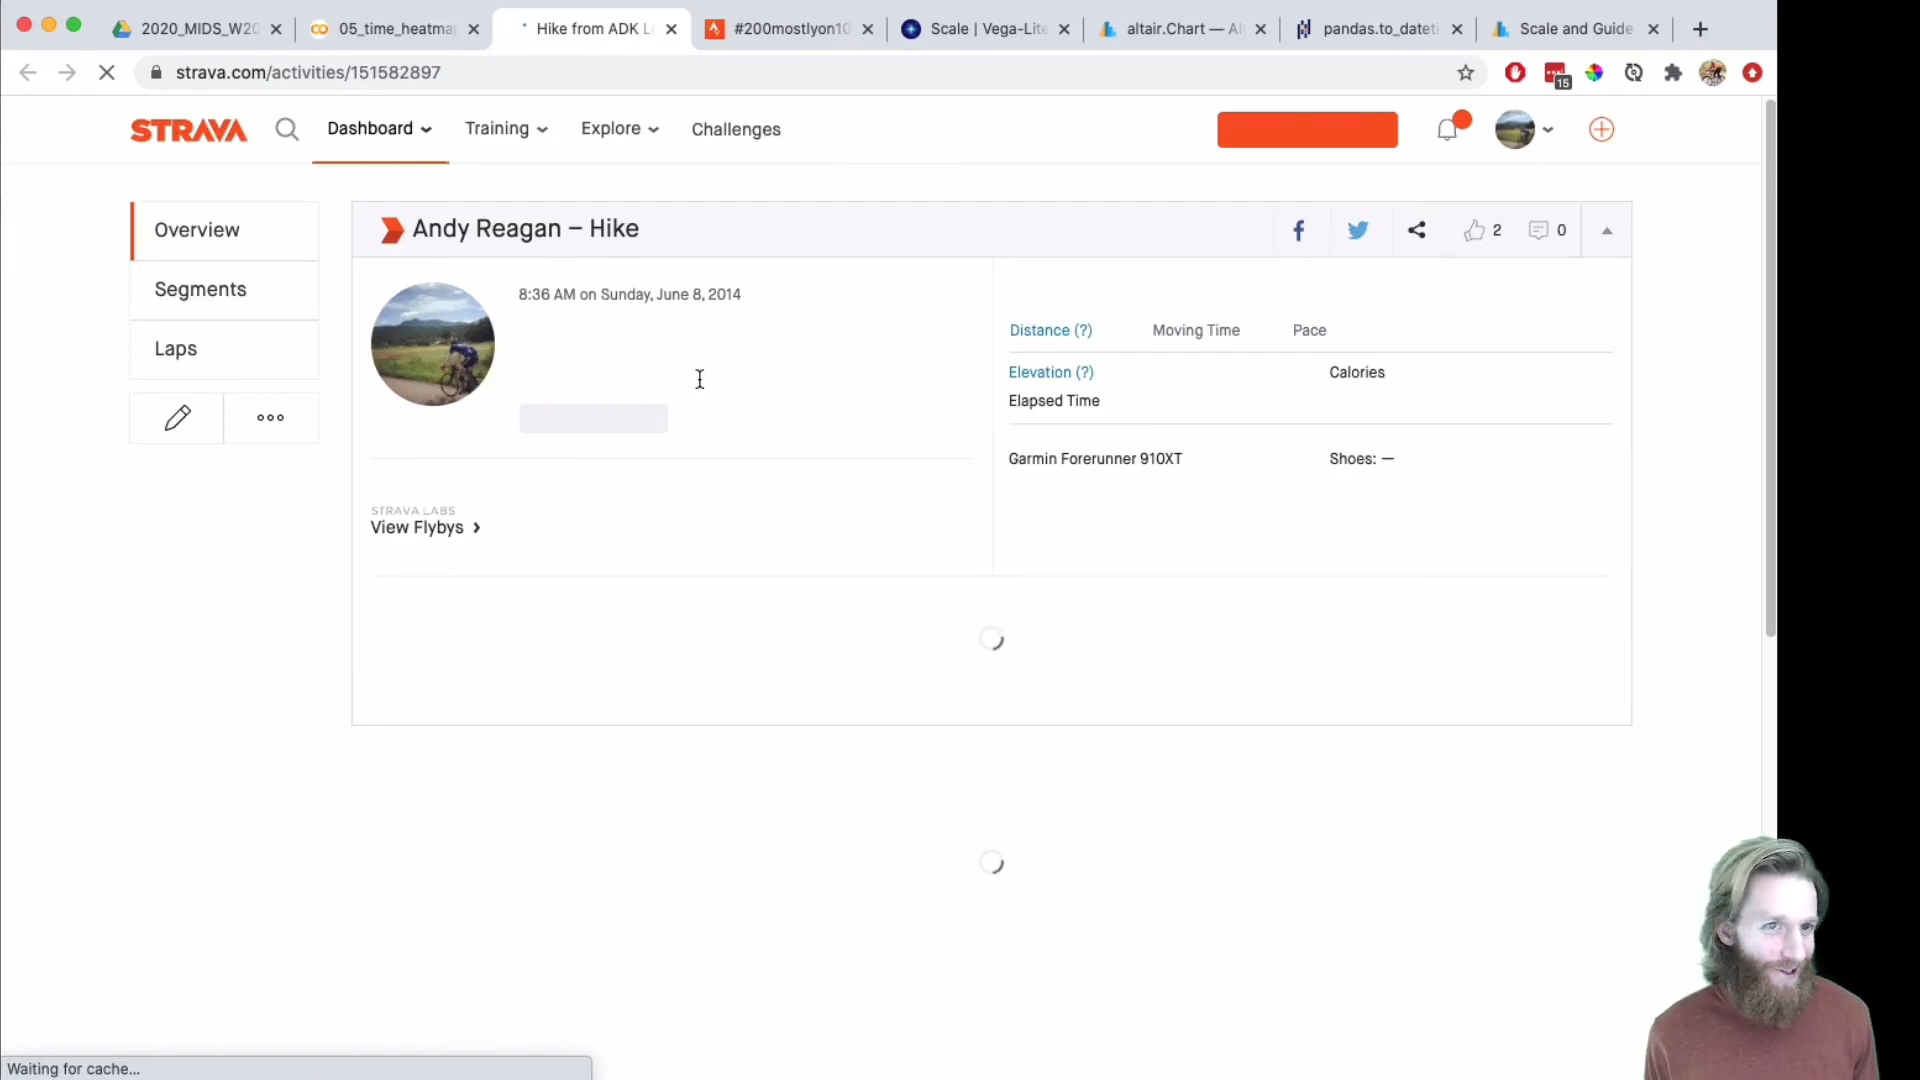 2020_MIDS_W20
05_time_heatma
Hike from ADK Lo
#200mostlyon10
Scale | Vega-Lite
altair.Chart — Al
pandas.to_dateti
Scale and Guide
strava.com/activities/151582897
15
STRAVA
Dashboard
Training
Explore
Challenges
Overview
Segments
Laps
Andy Reagan – Hike
2
0
8:36 AM on Sunday, June 8, 2014
Distance (?)
Moving Time
Pace
Elevation (?)
Calories
Elapsed Time
Garmin Forerunner 910XT
Shoes: —
STRAVA LABS
View Flybys
Waiting for cache...